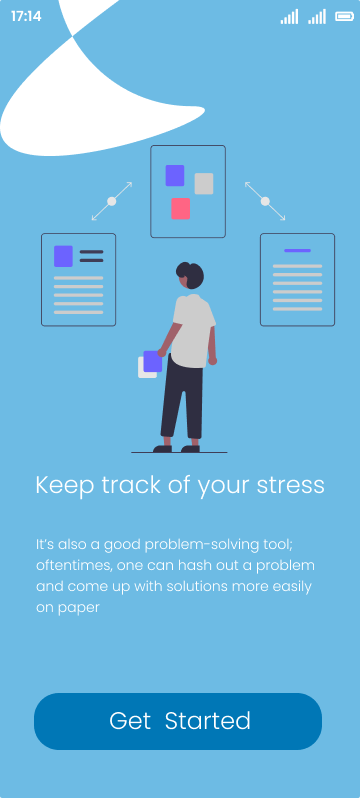 17:14
Keep track of your stress
It's also a good problem-solving tool;
oftentimes, one can hash out a problem
and come up with solutions more easily
on paper
Get Started